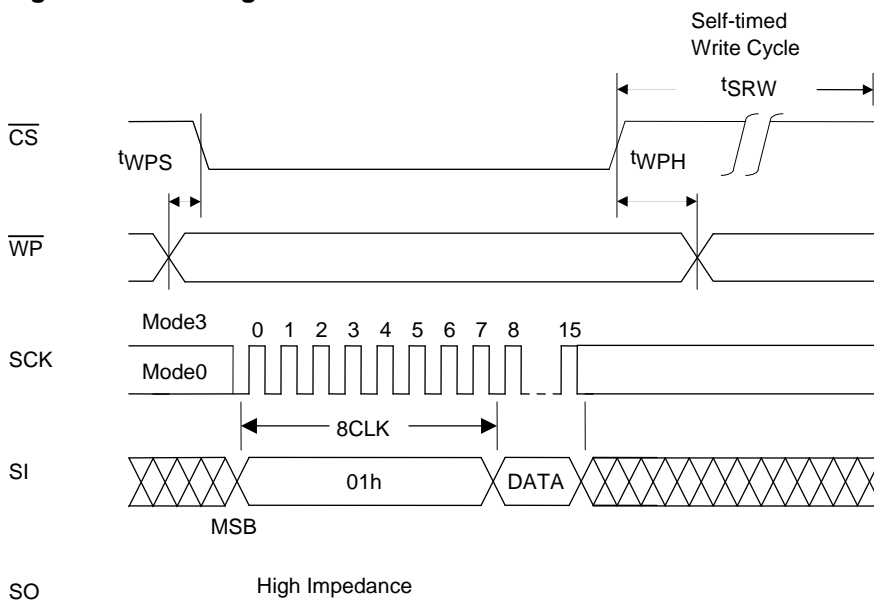 Self-timed
Write Cycle
tSRW
CS
tWPS
tWPH
WP
Mode3
0 1 2 3 4 5 6 7 8 15
SCK
Mode0
8CLK
SI
01h
DATA
MSB
High Impedance
SO